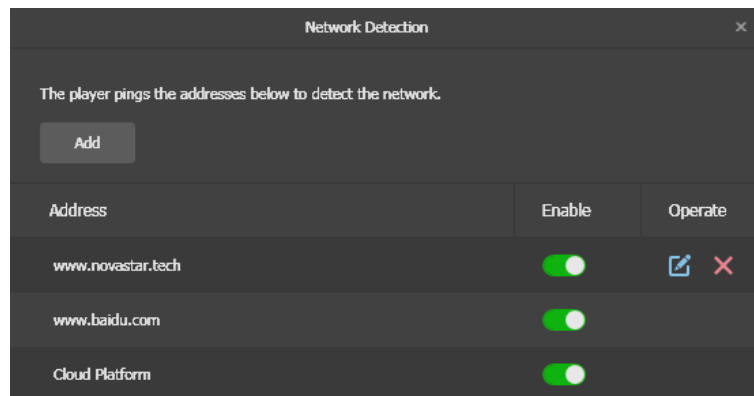 Network Detection
The player pings the addresses below to detect the network.
Add
Address Enable Operate
www.novastar.tech
www.baidu.com
Cloud Platform